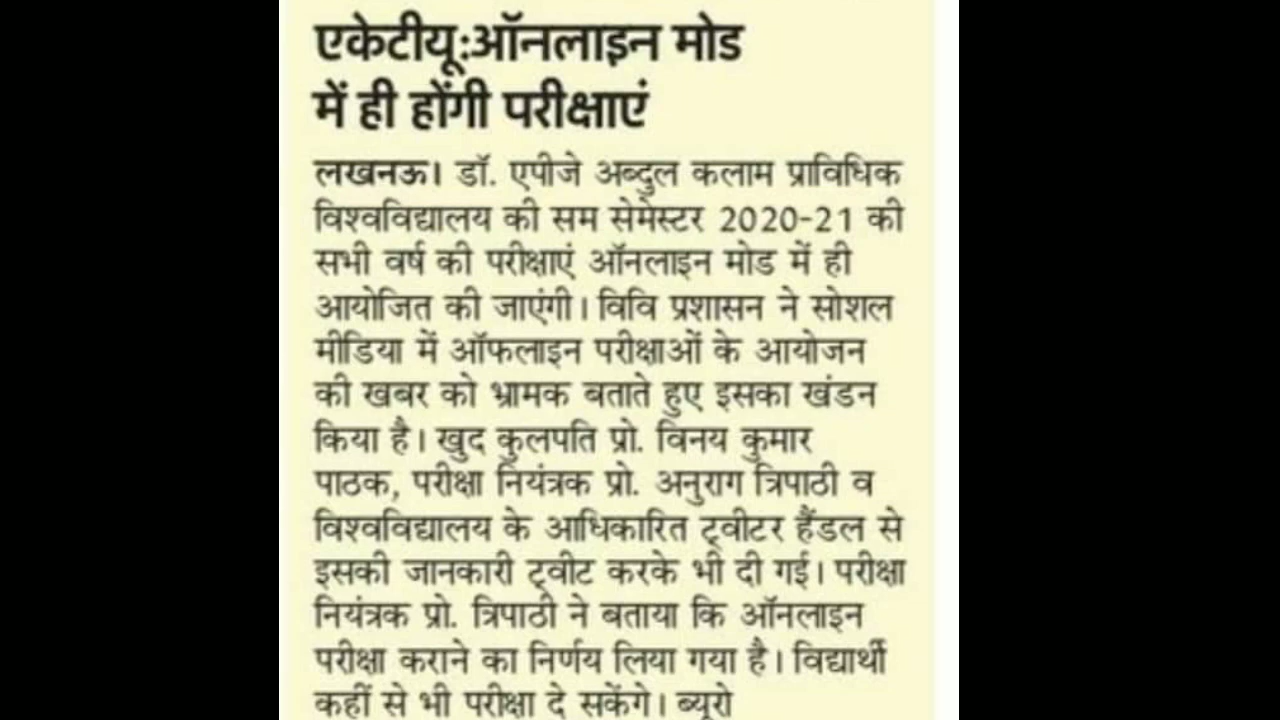 एकेटीयू:ऑनलाइन मोड
में ही होंगी परीक्षाएं
लखनऊ। डॉ. एपीजे अब्दुल कलाम प्राविधिक
विश्वविद्यालय की सम सेमेस्टर 2020-21 की
सभी वर्ष की परीक्षाएं ऑनलाइन मोड में ही
आयोजित की जाएंगी। विवि प्रशासन ने सोशल
मीडिया में ऑफलाइन परीक्षाओं के आयोजन
की खबर को भ्रामक बताते हुए इसका खंडन
किया है। खुद कुलपति प्रो. विनय कुमार
पाठक, परीक्षा नियंत्रक प्रो. अनुराग त्रिपाठी व
विश्वविद्यालय के आधिकारित ट्वीटर हैंडल से
इसकी जानकारी ट्वीट करके भी दी गई। परीक्षा
नियंत्रक प्रो. त्रिपाठी ने बताया कि ऑनलाइन
परीक्षा कराने का निर्णय लिया गया है। विद्यार्थी
कहीं से भी परीक्षा दे सकेंगे। ब्यूरो